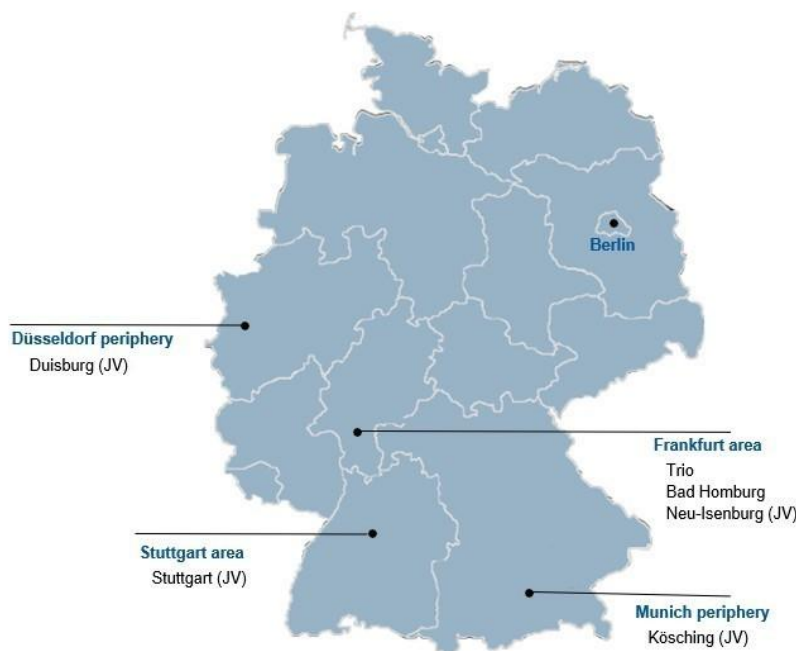 Berlin
Düsseldorf periphery
Duisburg (JV)
Frankfurt area
Trio
Bad Homburg
Neu-Isenburg (JV)
Stuttgart area
Stuttgart (JV)
Munich periphery
Kösching (JV)